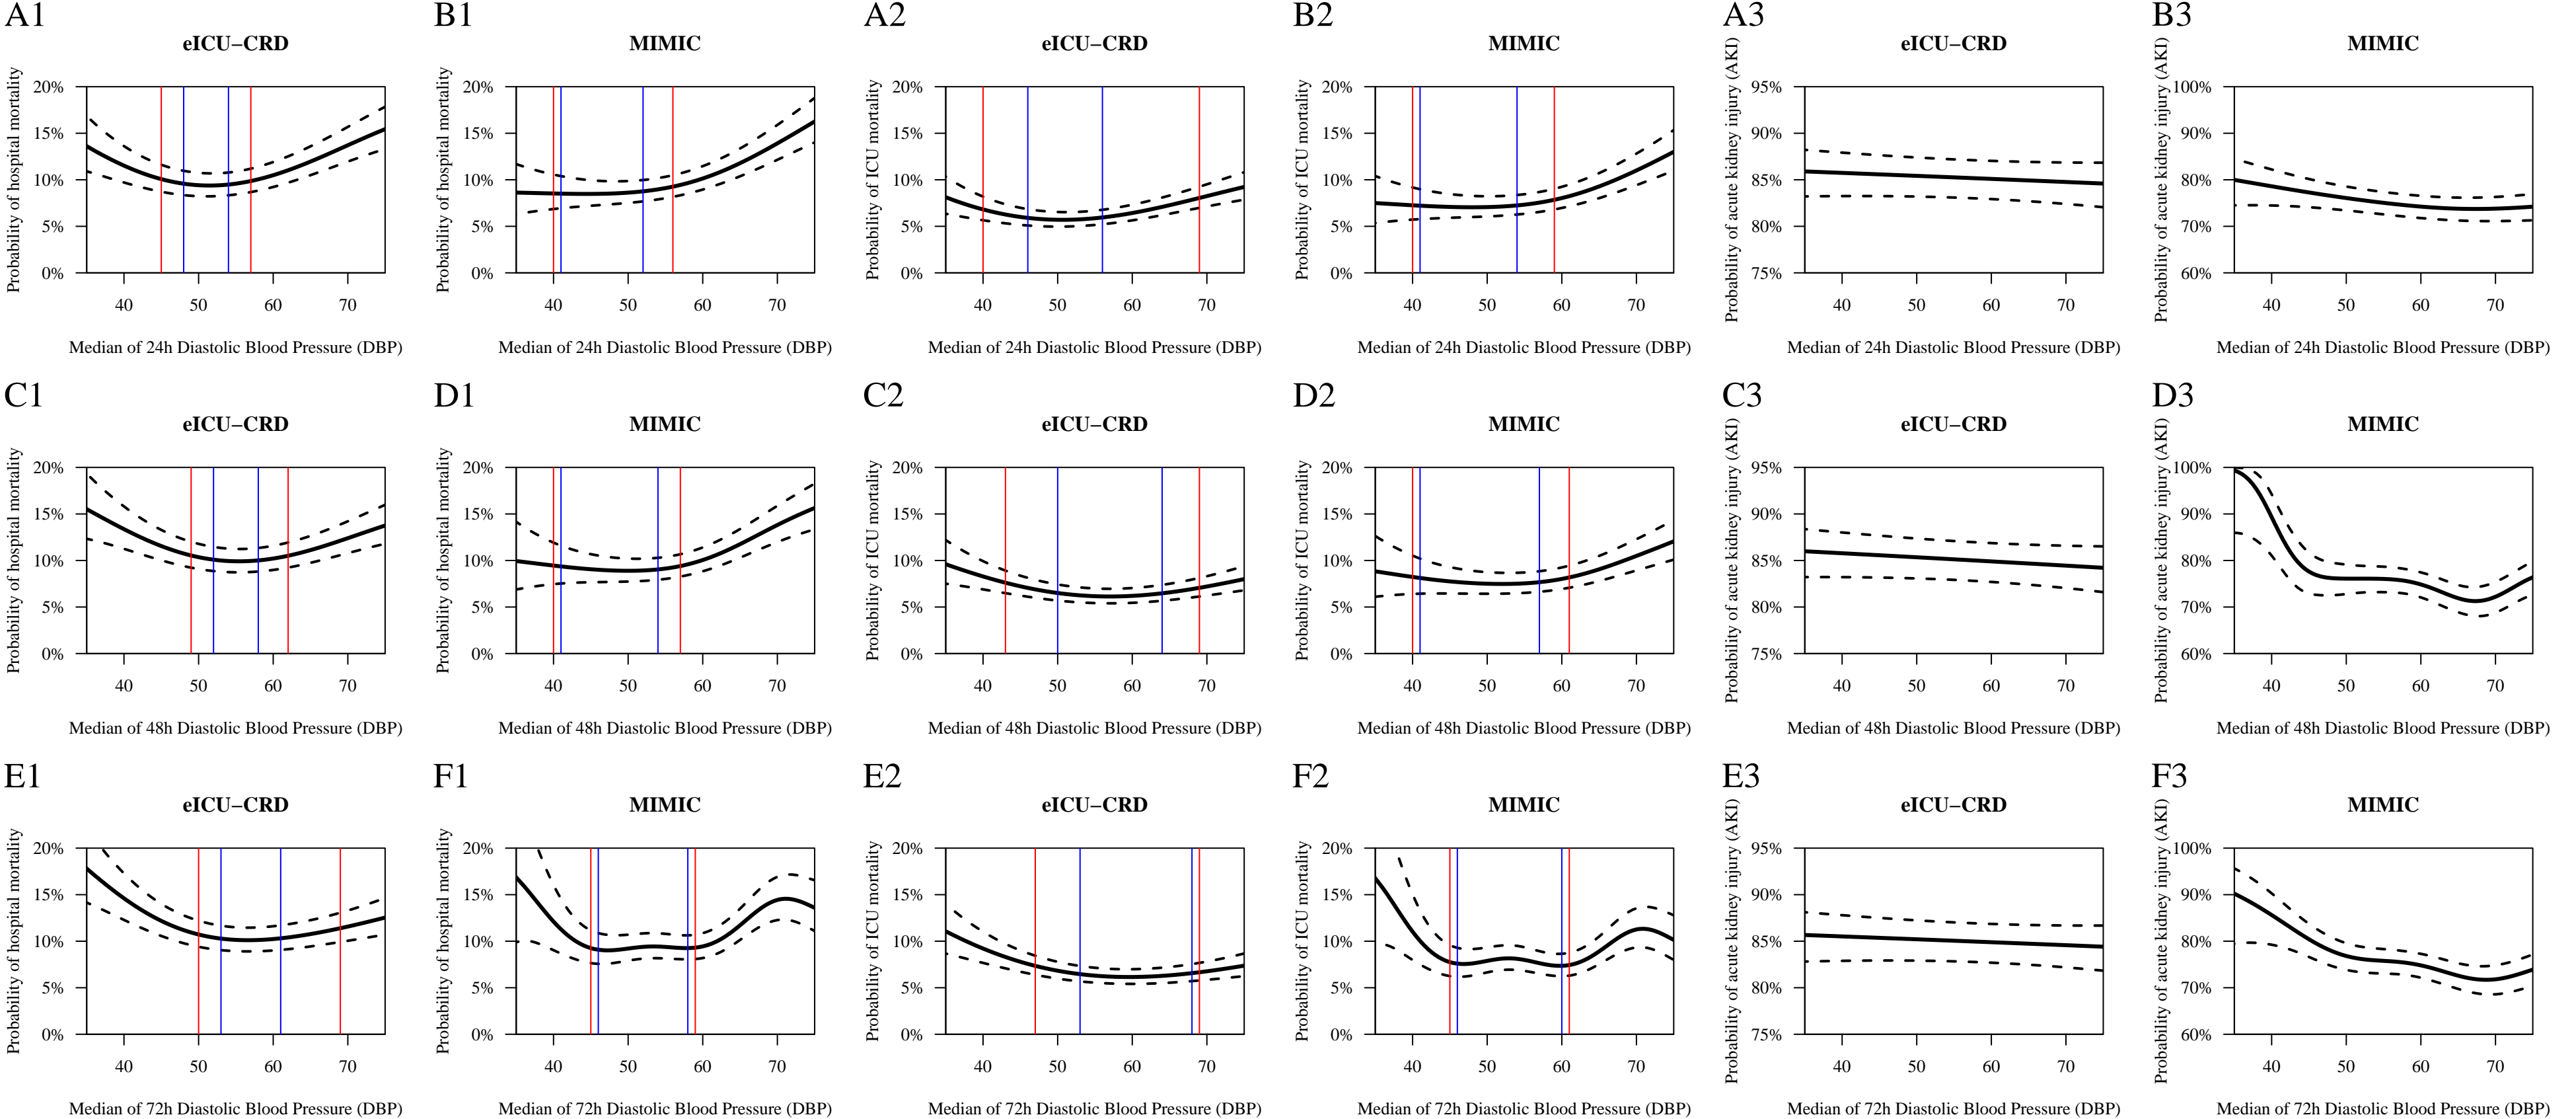 A1 B1 A2 B2 A3 B3
eICU−CRD MIMIC eICU−CRD MIMIC eICU−CRD MIMIC
Probability of hospital mortality Probability of hospital mortality Probability of ICU mortality Probability of ICU mortality Probability of acute kidney injury (AKI) Probability of acute kidney injury (AKI)
20% 20% 20% 20% 95% 100%
15% 15% 15% 15% 90% 90%
10% 10% 10% 10% 85% 80%
5% 5% 5% 5% 80% 70%
0% 0% 0% 0% 75% 60%
40 50 60 70 40 50 60 70 40 50 60 70 40 50 60 70 40 50 60 70 40 50 60 70
Median of 24h Diastolic Blood Pressure (DBP) Median of 24h Diastolic Blood Pressure (DBP) Median of 24h Diastolic Blood Pressure (DBP) Median of 24h Diastolic Blood Pressure (DBP) Median of 24h Diastolic Blood Pressure (DBP) Median of 24h Diastolic Blood Pressure (DBP)
C1 D1 C2 D2 C3 D3
eICU−CRD MIMIC eICU−CRD MIMIC eICU−CRD MIMIC
Probability of hospital mortality Probability of hospital mortality Probability of ICU mortality Probability of ICU mortality Probability of acute kidney injury (AKI) Probability of acute kidney injury (AKI)
20% 20% 20% 20% 95% 100%
15% 15% 15% 15% 90% 90%
10% 10% 10% 10% 85% 80%
5% 5% 5% 5% 80% 70%
0% 0% 0% 0% 75% 60%
40 50 60 70 40 50 60 70 40 50 60 70 40 50 60 70 40 50 60 70 40 50 60 70
Median of 48h Diastolic Blood Pressure (DBP) Median of 48h Diastolic Blood Pressure (DBP) Median of 48h Diastolic Blood Pressure (DBP) Median of 48h Diastolic Blood Pressure (DBP) Median of 48h Diastolic Blood Pressure (DBP) Median of 48h Diastolic Blood Pressure (DBP)
E1 F1 E2 F2 E3 F3
eICU−CRD MIMIC eICU−CRD MIMIC eICU−CRD MIMIC
Probability of hospital mortality Probability of hospital mortality Probability of ICU mortality Probability of ICU mortality Probability of acute kidney injury (AKI) Probability of acute kidney injury (AKI)
20% 20% 20% 20% 95% 100%
15% 15% 15% 15% 90% 90%
10% 10% 10% 10% 85% 80%
5% 5% 5% 5% 80% 70%
0% 0% 0% 0% 75% 60%
40 50 60 70 40 50 60 70 40 50 60 70 40 50 60 70 40 50 60 70 40 50 60 70
Median of 72h Diastolic Blood Pressure (DBP) Median of 72h Diastolic Blood Pressure (DBP) Median of 72h Diastolic Blood Pressure (DBP) Median of 72h Diastolic Blood Pressure (DBP) Median of 72h Diastolic Blood Pressure (DBP) Median of 72h Diastolic Blood Pressure (DBP)